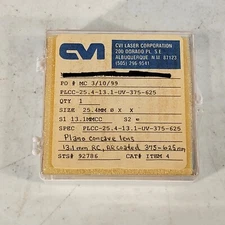 CVI
CVI LASER CORPORATION
200 DORADO PL. S.E.
ALBUQUERQUE N.M 87123
(505) 296-9541
PO # MC 3/10/99
PLCC-25.4-13.1-UV-375-625
QTY 1
SIZE 25.4MM Ø X X
S1 13.1MMCC S2 ∞
SPEC PLCC-25.4-13.1-UV-375-625
Plano concave lens
13.1 mm RC, AR coated 375-625nm
STS# 92786 CAT# ITEM 4